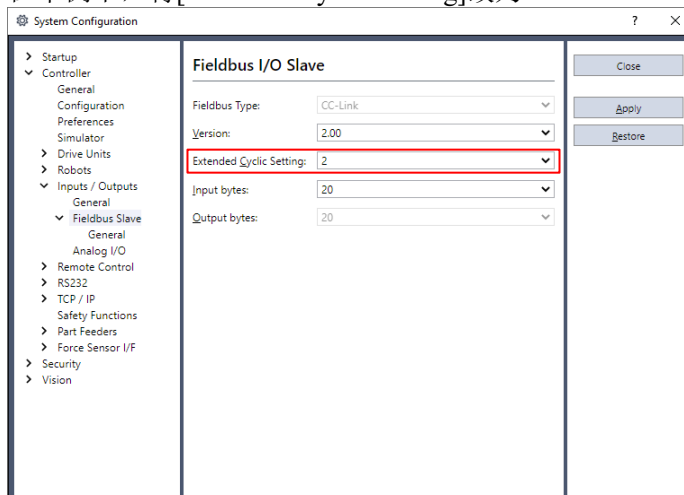 System Configuration
? ×
Startup
Controller
General
Configuration
Preferences
Simulator
Drive Units
Robots
Inputs / Outputs
General
Fieldbus Slave
General
Analog I/O
Remote Control
RS232
TCP / IP
Safety Functions
Part Feeders
Force Sensor I/F
Security
Vision
Fieldbus I/O Slave
Fieldbus Type: CC-Link
Version: 2.00
Extended Cyclic Setting: 2
Input bytes: 20
Output bytes: 20
Close
Apply
Restore